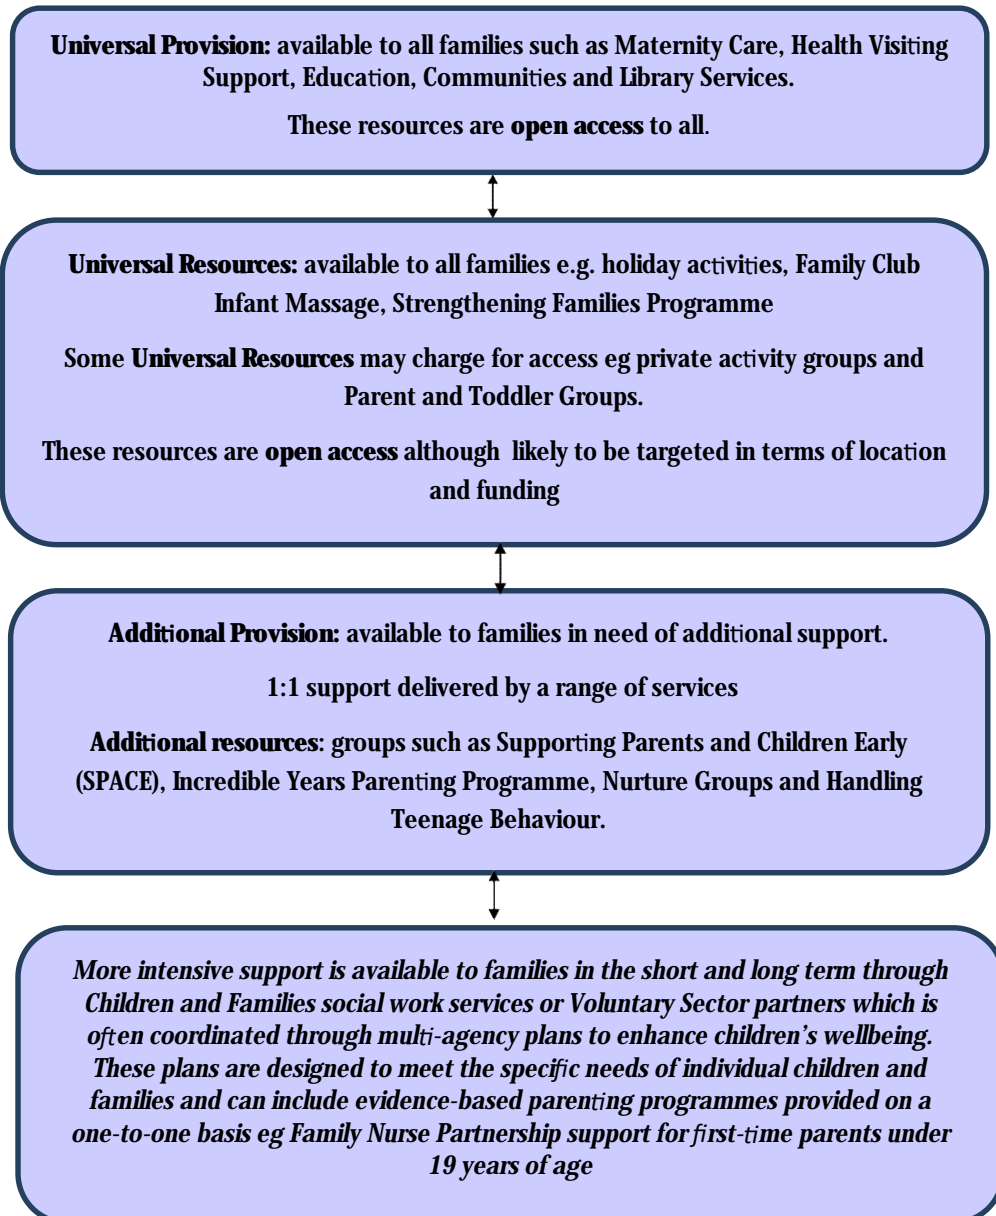 Universal Provision: available to all families such as Maternity Care, Health Visiting
Support, Education, Communities and Library Services.
These resources are open access to all.
Universal Resources: available to all families e.g. holiday activities, Family Club
Infant Massage, Strengthening Families Programme
Some Universal Resources may charge for access eg private activity groups and
Parent and Toddler Groups.
These resources are open access although likely to be targeted in terms of location
and funding
Additional Provision: available to families in need of additional support.
1:1 support delivered by a range of services
Additional resources: groups such as Supporting Parents and Children Early
(SPACE), Incredible Years Parenting Programme, Nurture Groups and Handling
Teenage Behaviour.
More intensive support is available to families in the short and long term through
Children and Families social work services or Voluntary Sector partners which is
often coordinated through multi-agency plans to enhance children's wellbeing.
These plans are designed to meet the specific needs of individual children and
families and can include evidence-based parenting programmes provided on a
one-to-one basis eg Family Nurse Partnership support for first-time parents under
19 years of age